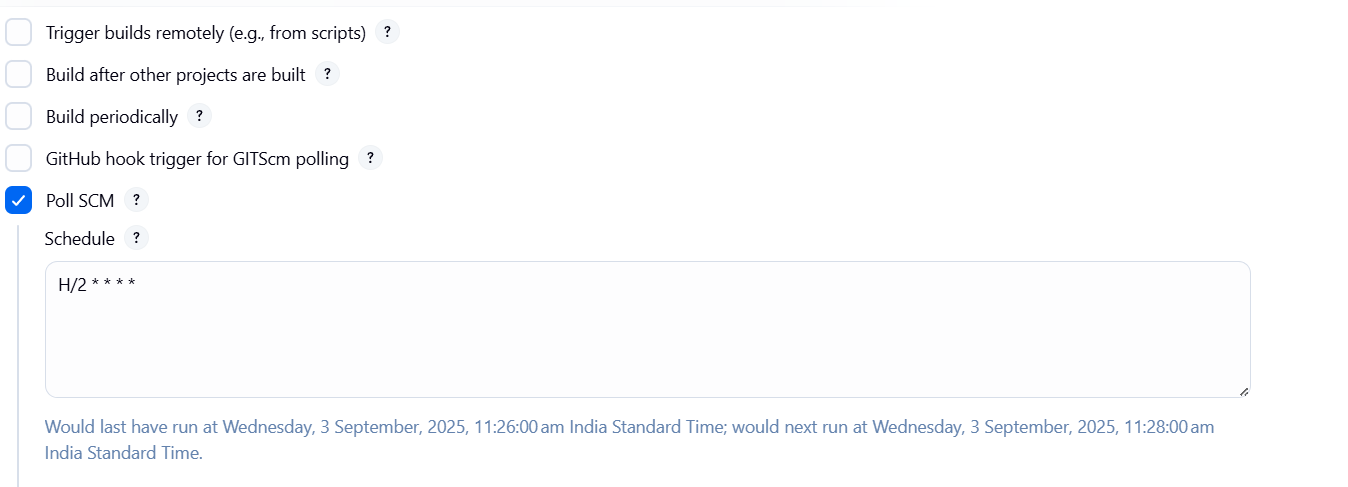 Trigger builds remotely (e.g., from scripts) ?
Build after other projects are built ?
Build periodically ?
GitHub hook trigger for GITScm polling ?
Poll SCM ?
Schedule ?
H/2 * * * *
Would last have run at Wednesday, 3 September, 2025, 11:26:00 am India Standard Time; would next run at Wednesday, 3 September, 2025, 11:28:00 am
India Standard Time.